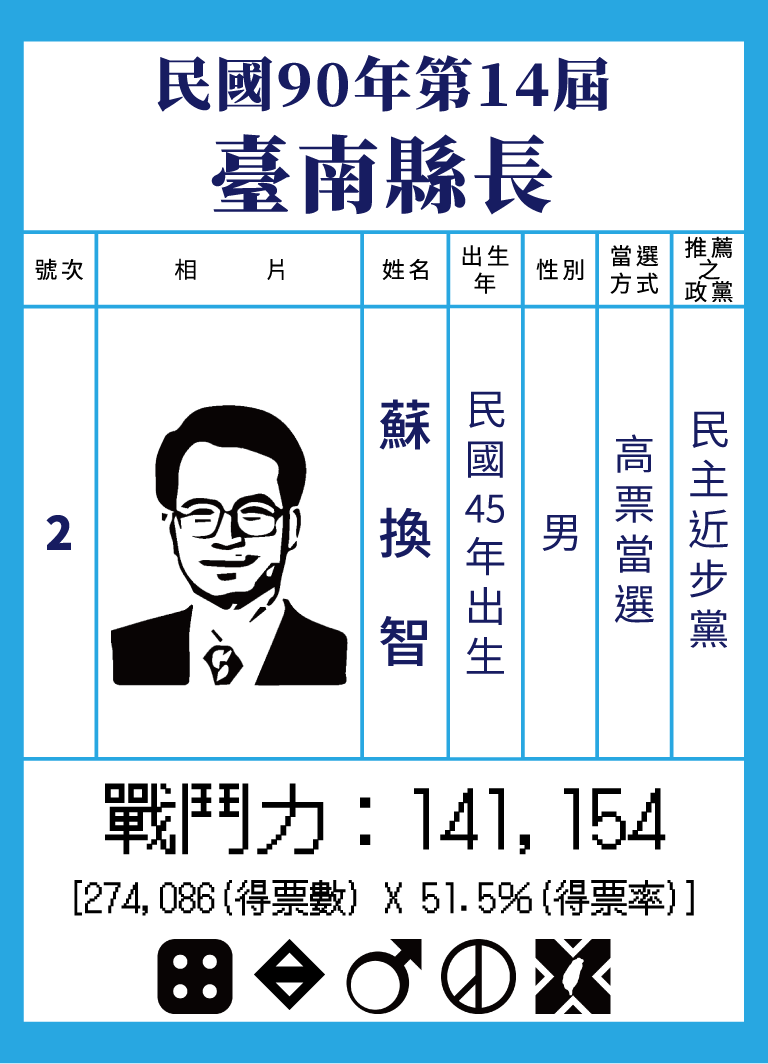 民國90年第14屆
臺南縣長
號次
相片
姓名
出生
年
性別
當選
方式
推薦
之
政黨
2
蘇換智
民國45年出生
男
高票當選
民主近步黨
戰鬥力：141,154
[274,086(得票數) X 51.5%(得票率)]